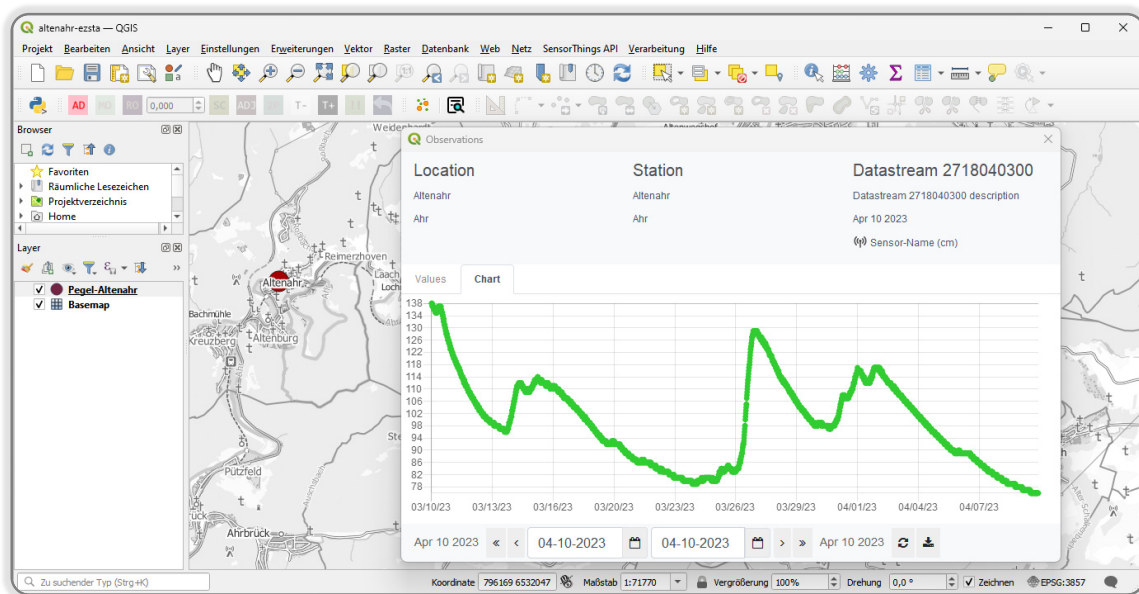 altenahr-ezsta — QGIS
Projekt Bearbeiten Ansicht Layer Einstellungen Erweiterungen Vektor Raster Datenbank Web Netz SensorThings API Verarbeitung Hilfe
AD MO RO 0,000 SC ADJ T- T+
Browser
Favoriten
Räumliche Lesezeichen
Projektverzeichnis
Home
Layer
Pegel-Altenahr
Basemap
Reimerzhoven
Altenahr
Laach
Bachmühle
Altenburg
Kreuzberg
Pützfeld
Ahrbrück
Observations
Location
Station
Datastream 2718040300
Altenahr
Altenahr
Datastream 2718040300 description
Ahr
Ahr
Apr 10 2023
Sensor-Name (cm)
Values Chart
138
134
130
126
122
118
114
110
106
102
98
94
90
86
82
78
03/10/23 03/13/23 03/16/23 03/20/23 03/23/23 03/26/23 03/29/23 04/01/23 04/04/23 04/07/23
Apr 10 2023 « ‹ 04-10-2023 04-10-2023 › » Apr 10 2023
Zu suchender Typ (Strg+K) Koordinate 796169 6532047 Maßstab 1:71770 Vergrößerung 100% Drehung 0,0 ° Zeichnen EPSG:3857